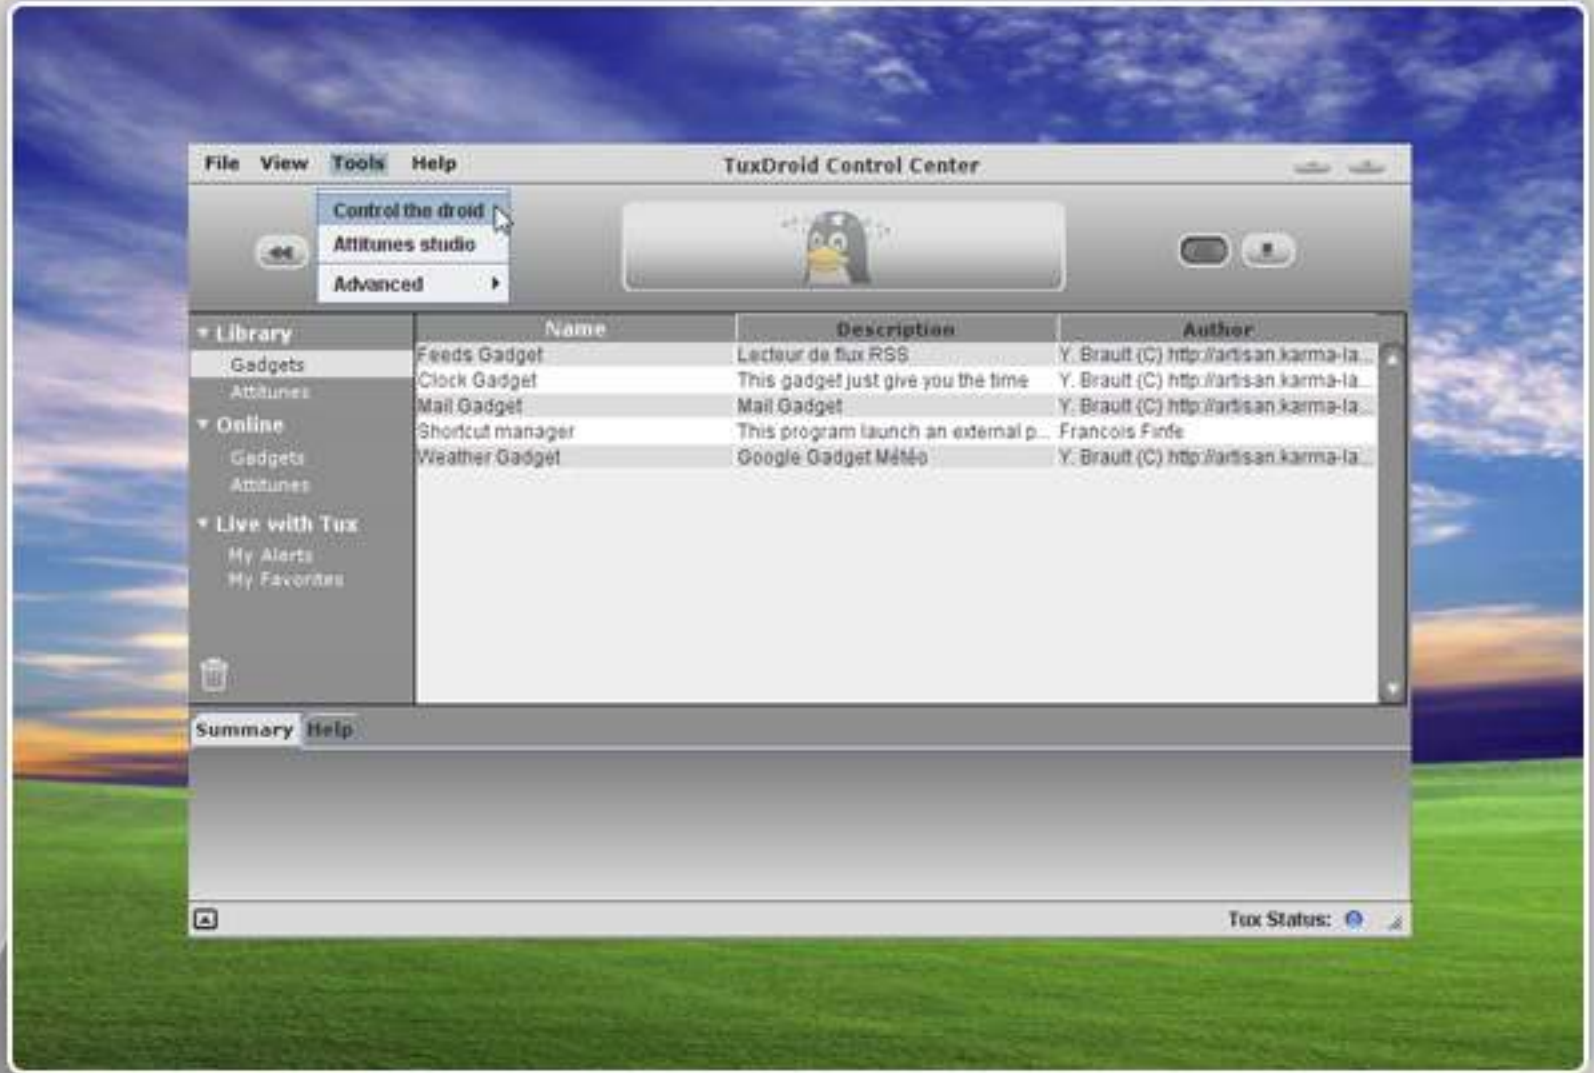 File View Tools Help TuxDroid Control Center
Control the droid
Attitunes studio
Advanced
Library
Gadgets
Attitunes
Online
Gadgets
Attitunes
Live with Tux
My Alerts
My Favorites
Name Description Author
Feeds Gadget Lecteur de flux RSS Y. Brault (C) http://artisan.karma-la...
Clock Gadget This gadget just give you the time Y. Brault (C) http://artisan.karma-la...
Mail Gadget Mail Gadget Y. Brault (C) http://artisan.karma-la...
Shortcut manager This program launch an external p... Francois Finfe
Weather Gadget Google Gadget Météo Y. Brault (C) http://artisan.karma-la...
Summary Help
Tux Status: